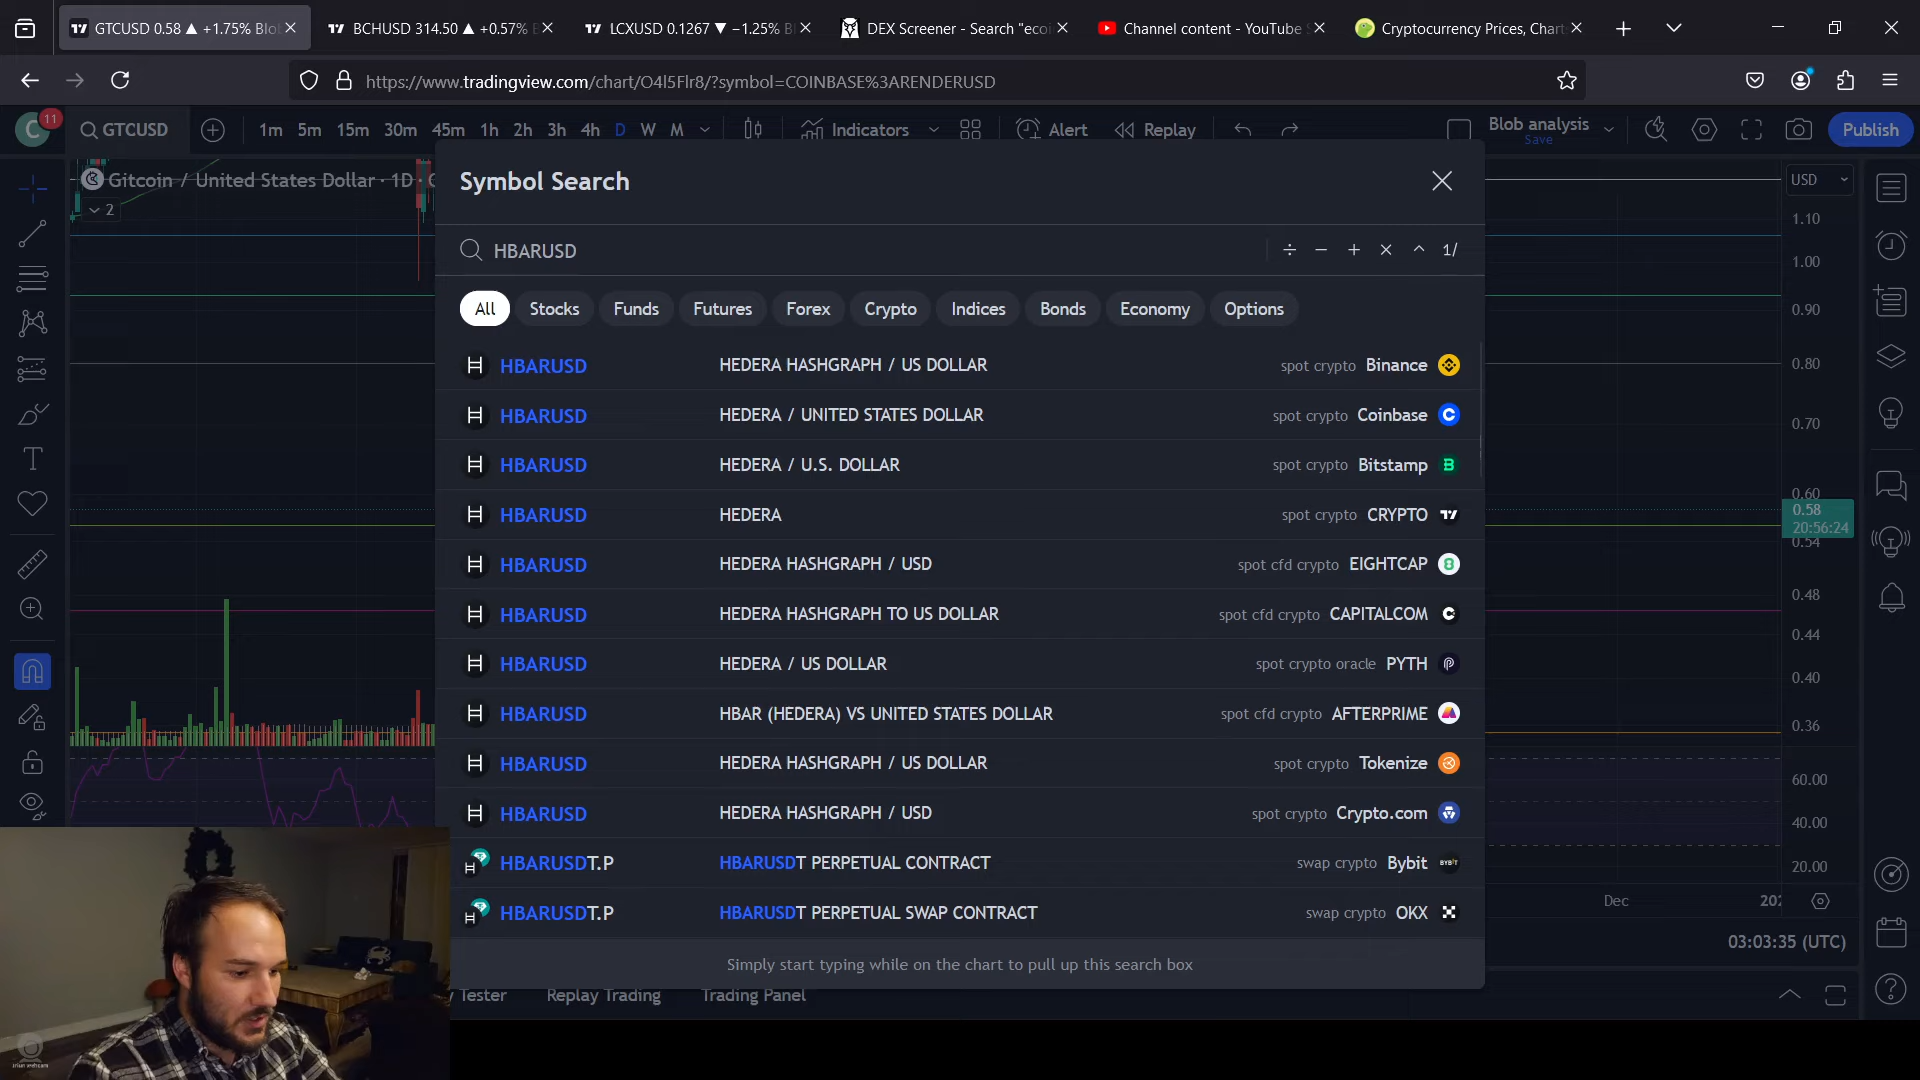 GTCUSD 0.58 ▲ +1.75% Blo
BCHUSD 314.50 ▲ +0.57% B
LCXUSD 0.1267 ▼ −1.25% Bl
DEX Screener - Search "ecoi
Channel content - YouTube S
Cryptocurrency Prices, Chart
https://www.tradingview.com/chart/O4l5Flr8/?symbol=COINBASE%3ARENDERUSD
C 11 GTCUSD 1m 5m 15m 30m 45m 1h 2h 3h 4h D W M Indicators Alert Replay Blob analysis Save Publish
Gitcoin / United States Dollar · 1D ·
2
Symbol Search
USD
HBARUSD ÷ − + × ^ 1/
All Stocks Funds Futures Forex Crypto Indices Bonds Economy Options
HBARUSD HEDERA HASHGRAPH / US DOLLAR spot crypto Binance
HBARUSD HEDERA / UNITED STATES DOLLAR spot crypto Coinbase
HBARUSD HEDERA / U.S. DOLLAR spot crypto Bitstamp
HBARUSD HEDERA spot crypto CRYPTO
HBARUSD HEDERA HASHGRAPH / USD spot cfd crypto EIGHTCAP
HBARUSD HEDERA HASHGRAPH TO US DOLLAR spot cfd crypto CAPITALCOM
HBARUSD HEDERA / US DOLLAR spot crypto oracle PYTH
HBARUSD HBAR (HEDERA) VS UNITED STATES DOLLAR spot cfd crypto AFTERPRIME
HBARUSD HEDERA HASHGRAPH / US DOLLAR spot crypto Tokenize
HBARUSD HEDERA HASHGRAPH / USD spot crypto Crypto.com
HBARUSDT.P HBARUSDT PERPETUAL CONTRACT swap crypto Bybit
HBARUSDT.P HBARUSDT PERPETUAL SWAP CONTRACT swap crypto OKX
Simply start typing while on the chart to pull up this search box
1.10
1.00
0.90
0.80
0.70
0.60
0.58
20:56:24
0.54
0.48
0.44
0.40
0.36
60.00
40.00
20.00
Dec 202
03:03:35 (UTC)
y Tester Replay Trading Trading Panel